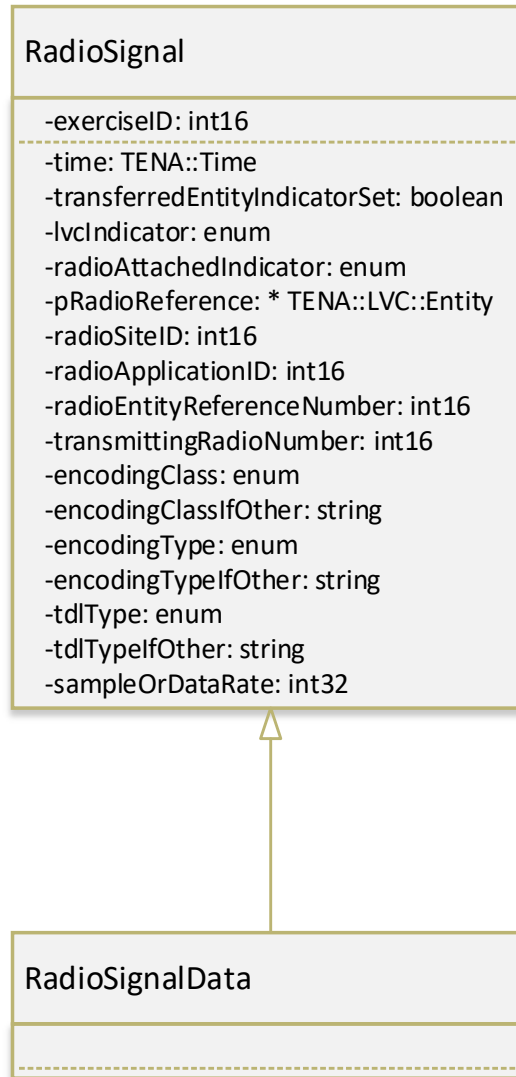 RadioSignal
-exerciseID: int16
-time: TENA::Time
-transferredEntityIndicatorSet: boolean
-lvcIndicator: enum
-radioAttachedIndicator: enum
-pRadioReference: * TENA::LVC::Entity
-radioSiteID: int16
-radioApplicationID: int16
-radioEntityReferenceNumber: int16
-transmittingRadioNumber: int16
-encodingClass: enum
-encodingClassIfOther: string
-encodingType: enum
-encodingTypeIfOther: string
-tdlType: enum
-tdlTypeIfOther: string
-sampleOrDataRate: int32
RadioSignalData